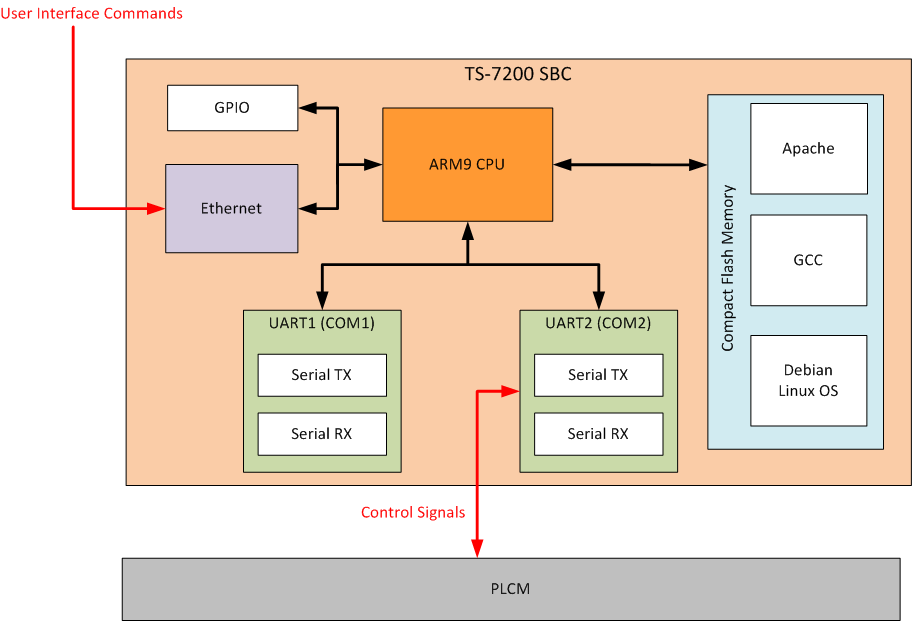 User Interface Commands
TS-7200 SBC
GPIO
ARM9 CPU
Ethernet
Compact Flash Memory
Apache
GCC
Debian
Linux OS
UART1 (COM1)
Serial TX
Serial RX
UART2 (COM2)
Serial TX
Serial RX
Control Signals
PLCM